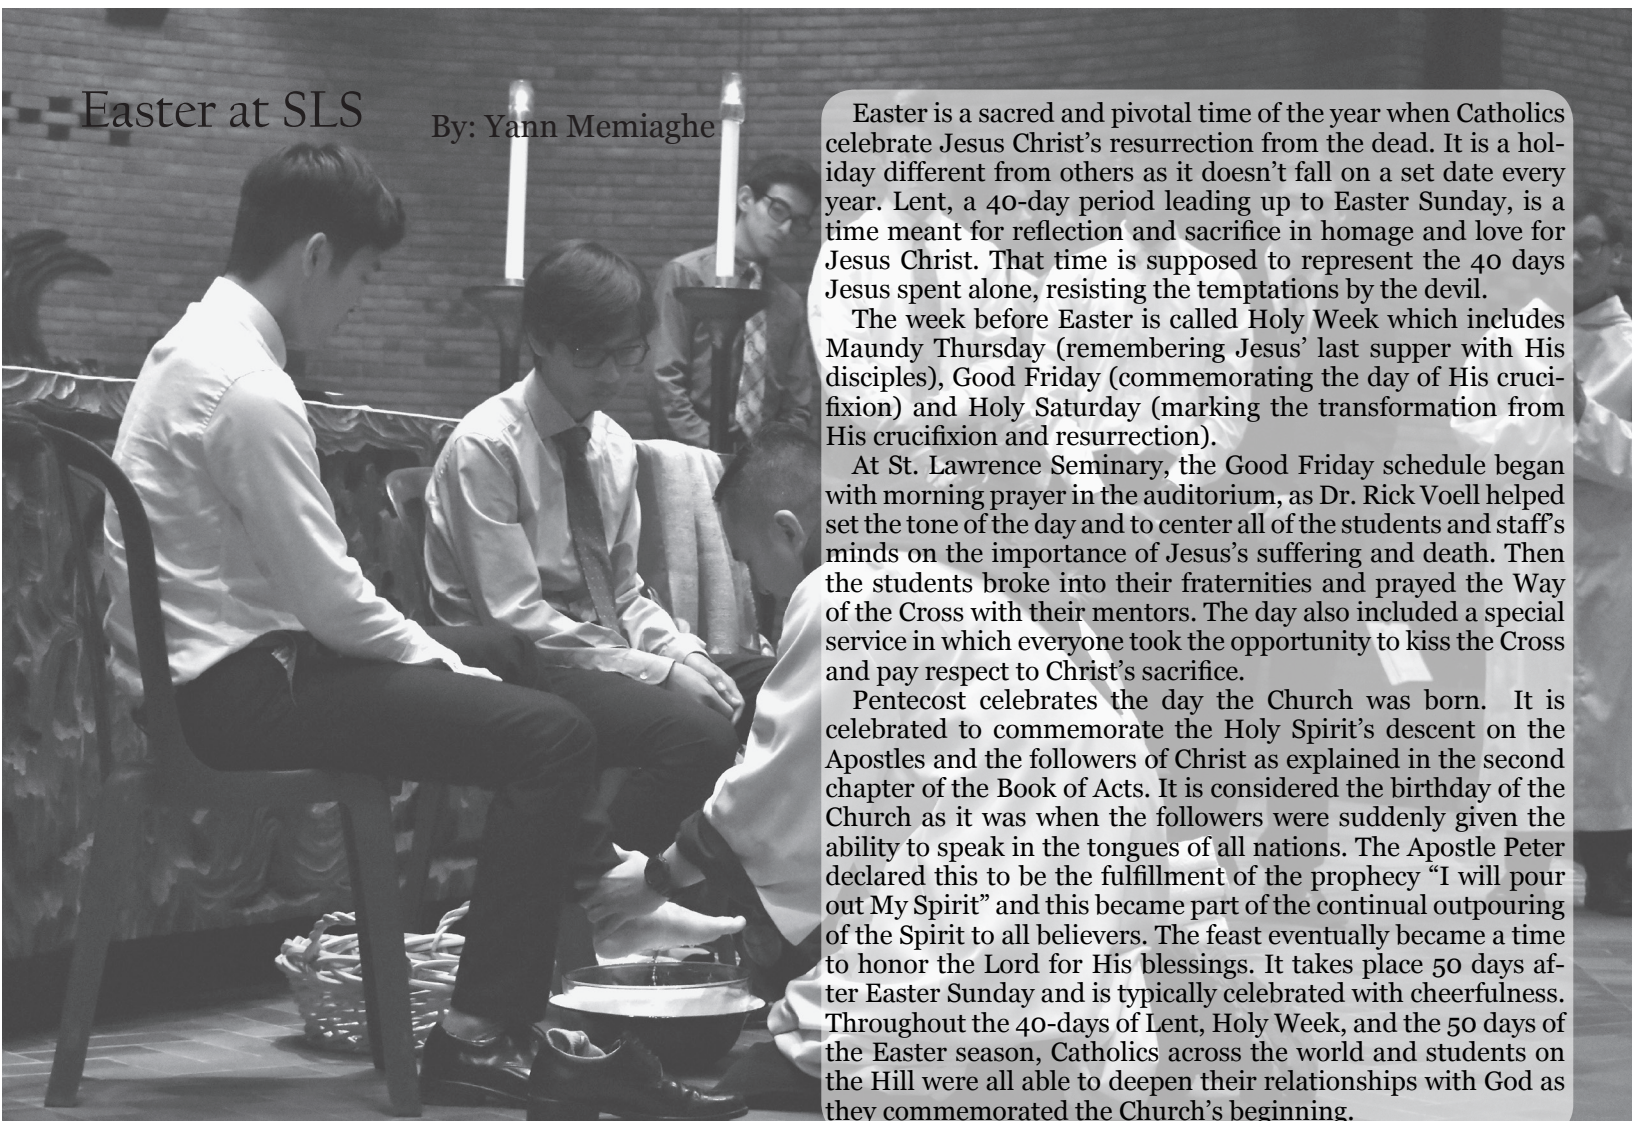 Easter at SLS
By: Yann Memiaghe
Easter is a sacred and pivotal time of the year when Catholics
celebrate Jesus Christ’s resurrection from the dead. It is a hol-
iday different from others as it doesn’t fall on a set date every
year. Lent, a 40-day period leading up to Easter Sunday, is a
time meant for reflection and sacrifice in homage and love for
Jesus Christ. That time is supposed to represent the 40 days
Jesus spent alone, resisting the temptations by the devil.
The week before Easter is called Holy Week which includes
Maundy Thursday (remembering Jesus’ last supper with His
disciples), Good Friday (commemorating the day of His cruci-
fixion) and Holy Saturday (marking the transformation from
His crucifixion and resurrection).
At St. Lawrence Seminary, the Good Friday schedule began
with morning prayer in the auditorium, as Dr. Rick Voell helped
set the tone of the day and to center all of the students and staff’s
minds on the importance of Jesus’s suffering and death. Then
the students broke into their fraternities and prayed the Way
of the Cross with their mentors. The day also included a special
service in which everyone took the opportunity to kiss the Cross
and pay respect to Christ’s sacrifice.
Pentecost celebrates the day the Church was born. It is
celebrated to commemorate the Holy Spirit’s descent on the
Apostles and the followers of Christ as explained in the second
chapter of the Book of Acts. It is considered the birthday of the
Church as it was when the followers were suddenly given the
ability to speak in the tongues of all nations. The Apostle Peter
declared this to be the fulfillment of the prophecy “I will pour
out My Spirit” and this became part of the continual outpouring
of the Spirit to all believers. The feast eventually became a time
to honor the Lord for His blessings. It takes place 50 days af-
ter Easter Sunday and is typically celebrated with cheerfulness.
Throughout the 40-days of Lent, Holy Week, and the 50 days of
the Easter season, Catholics across the world and students on
the Hill were all able to deepen their relationships with God as
they commemorated the Church’s beginning.